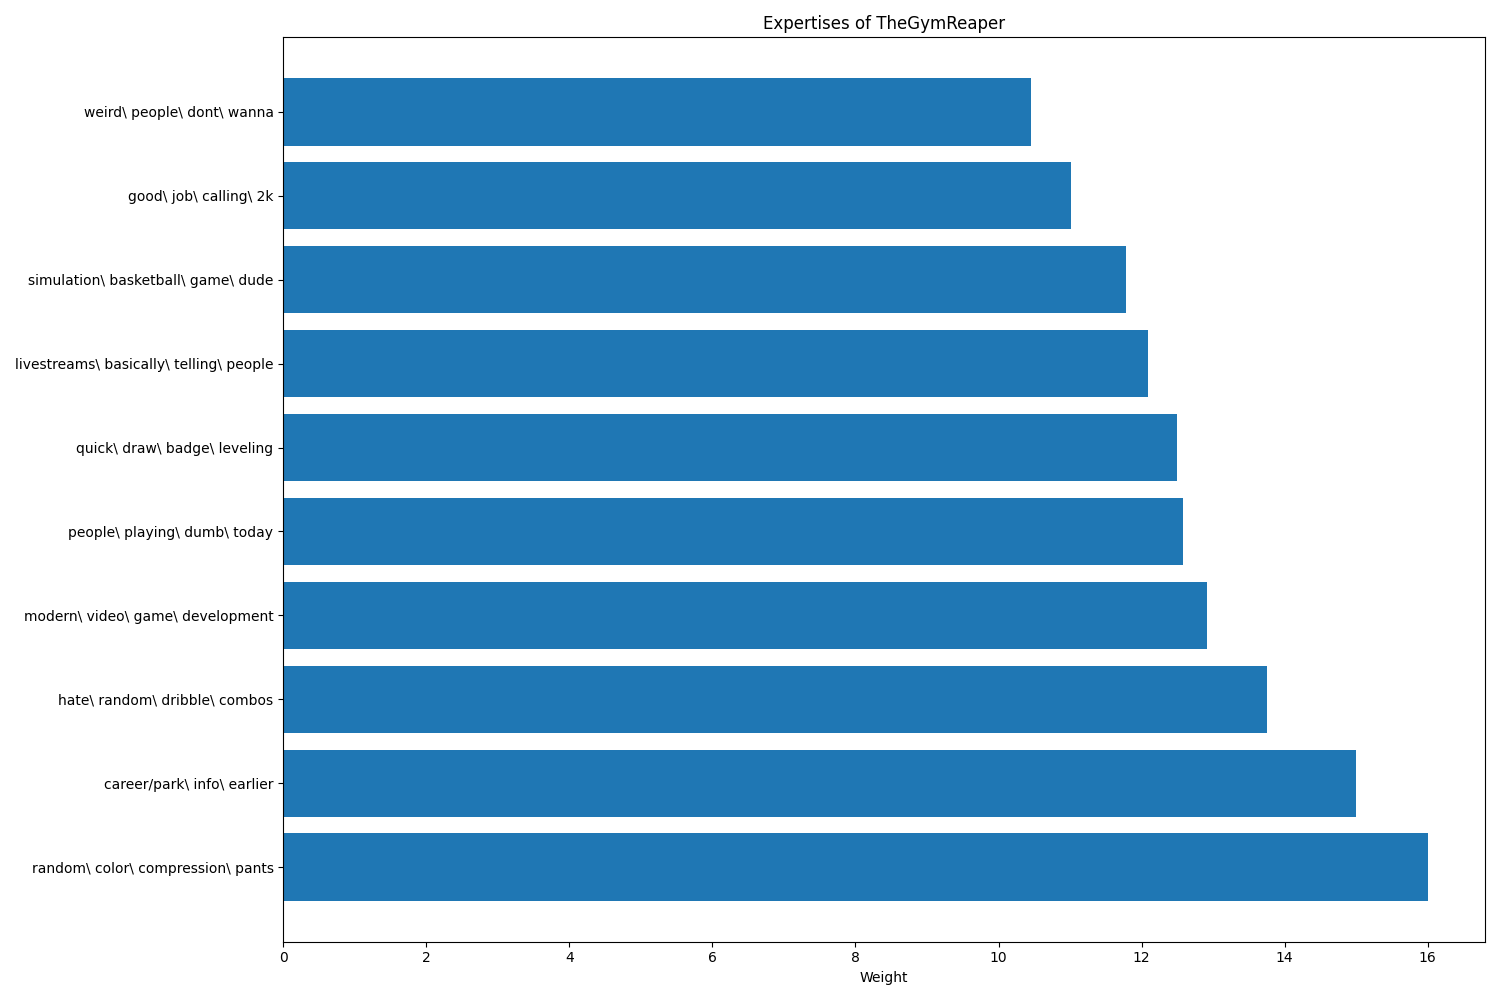 Expertises of TheGymReaper
weird\ people\ dont\ wanna
good\ job\ calling\ 2k
simulation\ basketball\ game\ dude
livestreams\ basically\ telling\ people
quick\ draw\ badge\ leveling
people\ playing\ dumb\ today
modern\ video\ game\ development
hate\ random\ dribble\ combos
career/park\ info\ earlier
random\ color\ compression\ pants
0 2 4 6 8 10 12 14 16
Weight